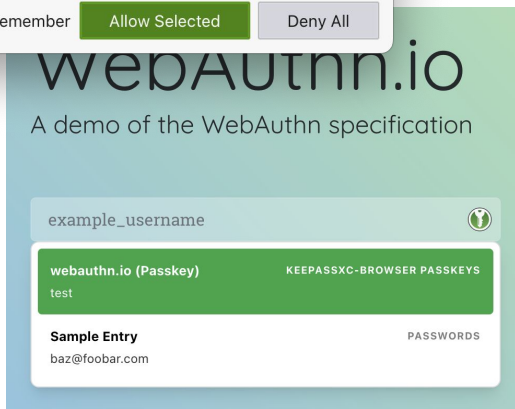 Allow Selected
Deny All
WebAuthn.io
A demo of the WebAuthn specification
example_username
webauthn.io (Passkey) KEEPASSXC-BROWSER PASSKEYS
test
Sample Entry PASSWORDS
baz@foobar.com